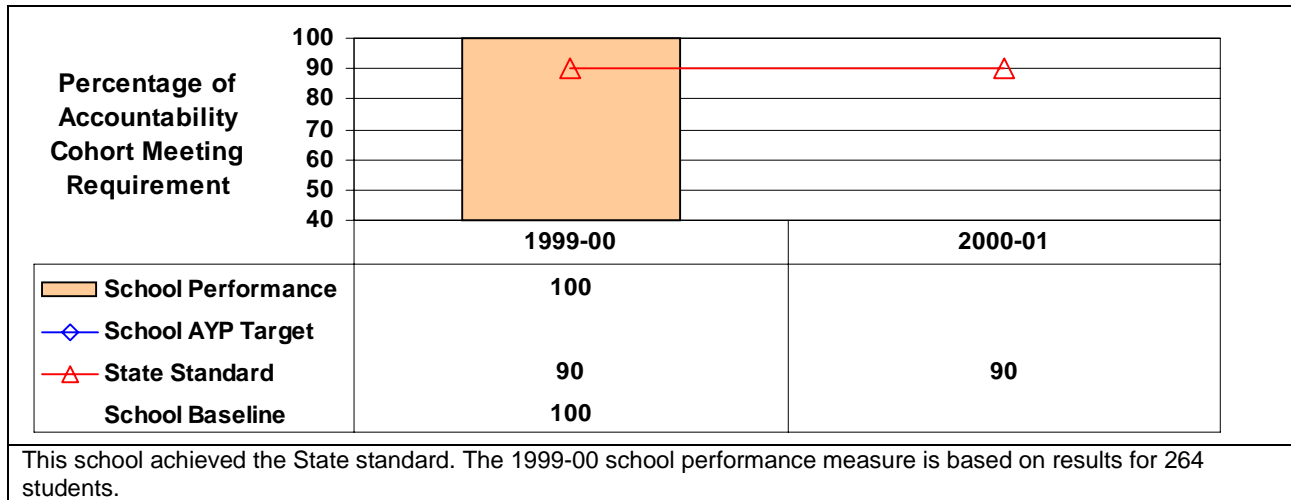 Percentage of
Accountability
Cohort Meeting
Requirement
100
90
80
70
60
50
40
1999-00 2000-01
School Performance 100
School AYP Target
State Standard 90 90
School Baseline 100
This school achieved the State standard. The 1999-00 school performance measure is based on results for 264
students.